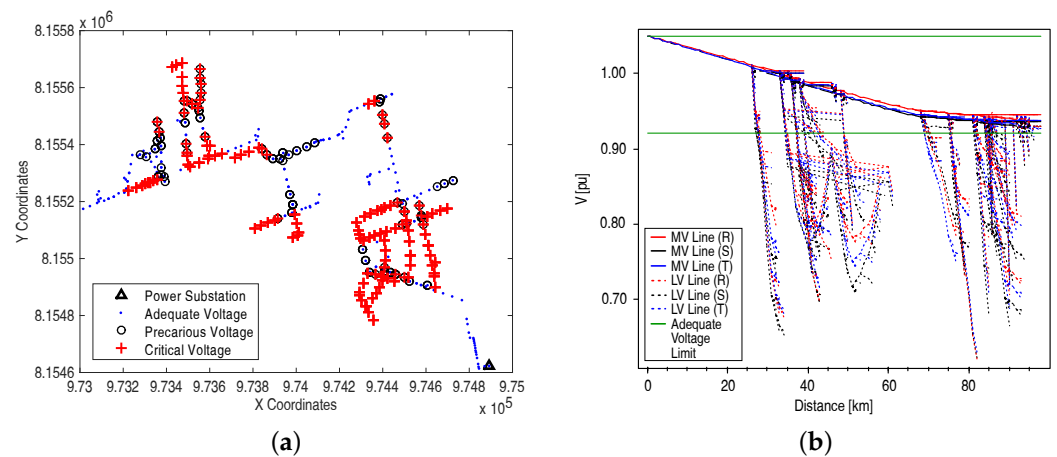 8.1558 × 10⁶
8.1556
8.1554
8.1552
8.155
8.1548
8.1546
Y Coordinates
Power Substation
Adequate Voltage
Precarious Voltage
Critical Voltage
9.73 9.732 9.734 9.736 9.738 9.74 9.742 9.744 9.746 9.748 9.75
X Coordinates × 10⁵
(a)
1.00
0.90
0.80
0.70
V [pu]
MV Line (R)
MV Line (S)
MV Line (T)
LV Line (R)
LV Line (S)
LV Line (T)
Adequate
Voltage
Limit
0 20 40 60 80
Distance [km]
(b)